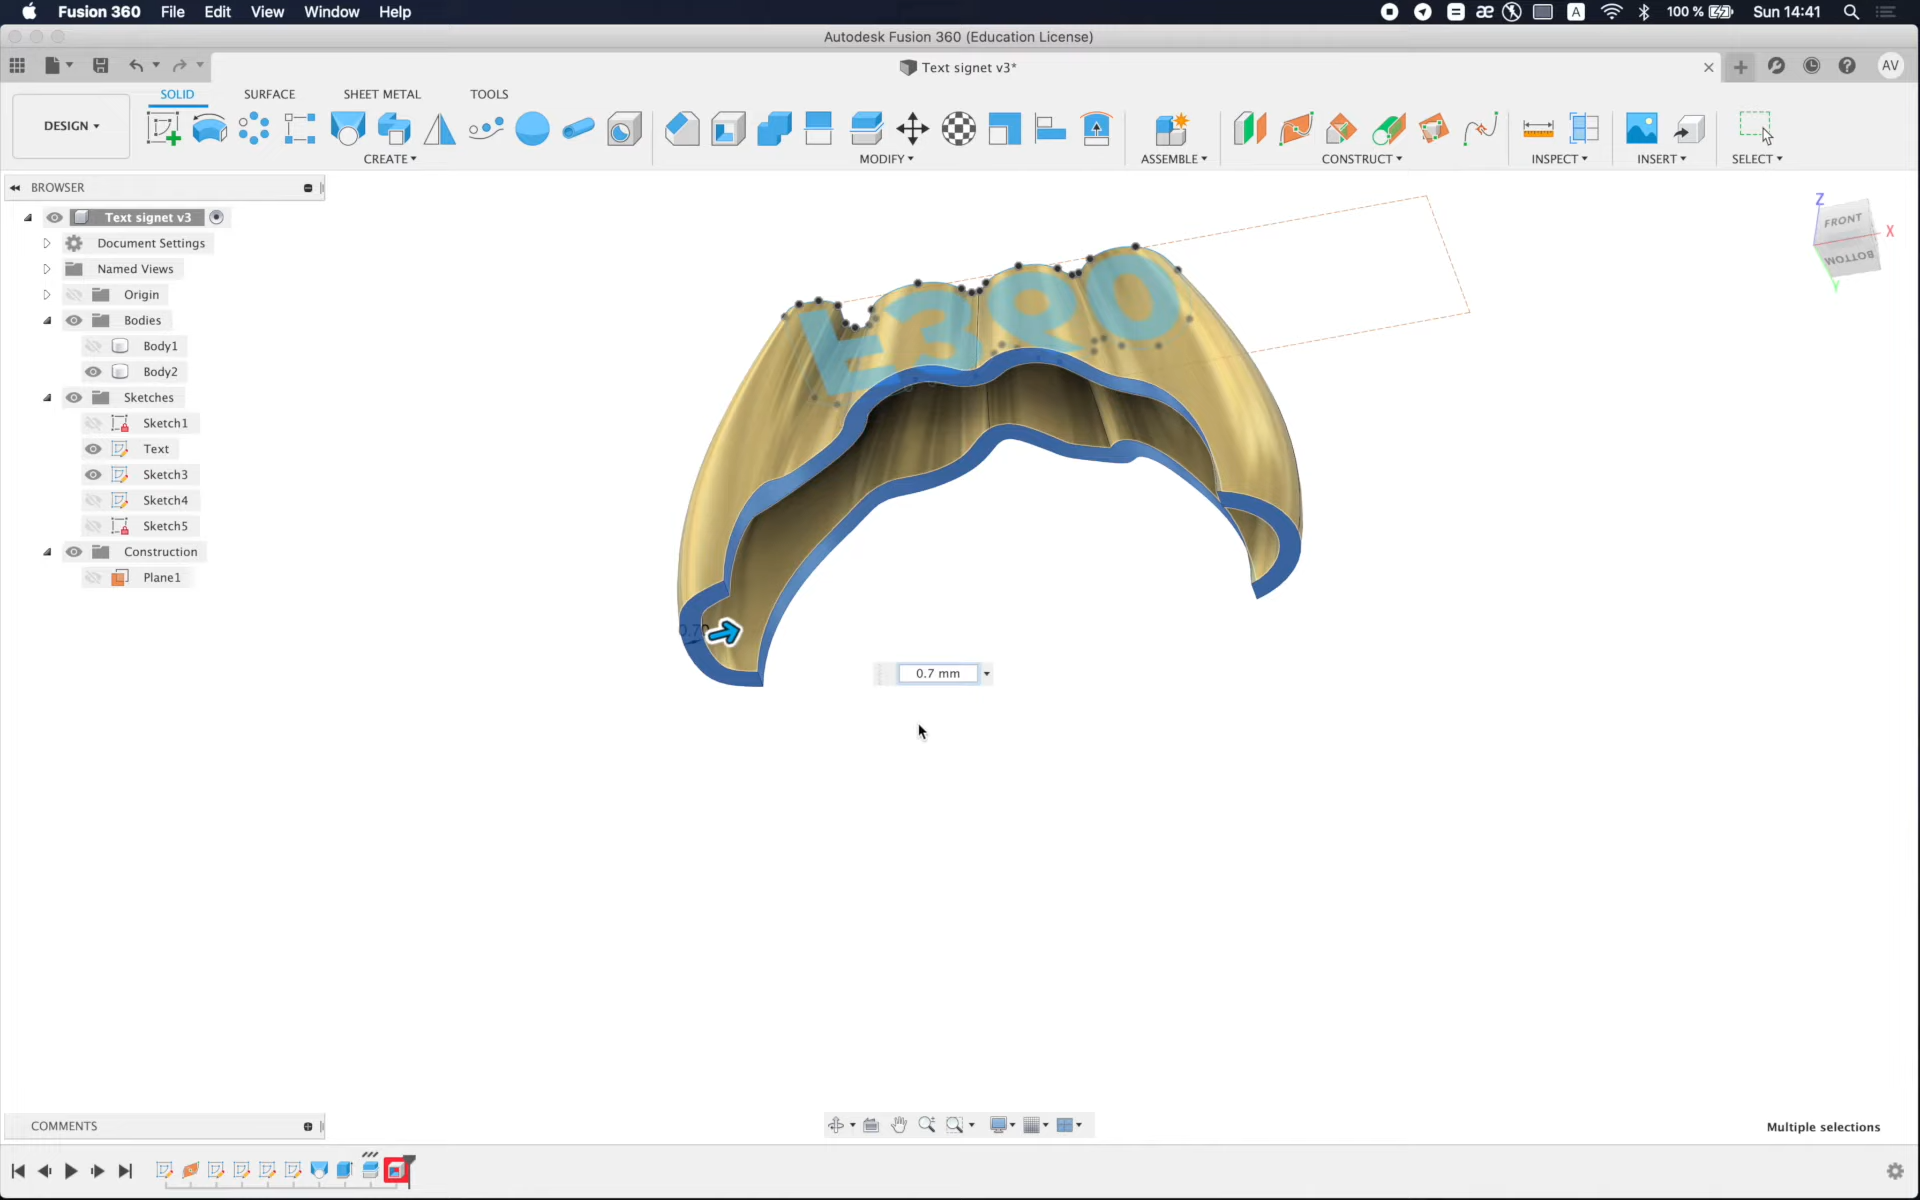 Fusion 360 File Edit View Window Help æ A 100 % Sun 14:41
Autodesk Fusion 360 (Education License)
Text signet v3*
AV
SOLID SURFACE SHEET METAL TOOLS
DESIGN
CREATE MODIFY ASSEMBLE CONSTRUCT INSPECT INSERT SELECT
BROWSER
Text signet v3
Document Settings
Named Views
Origin
Bodies
Body1
Body2
Sketches
Sketch1
Text
Sketch3
Sketch4
Sketch5
Construction
Plane1
Z
FRONT
X
BOTTOM
Y
0.7 mm
COMMENTS
Multiple selections